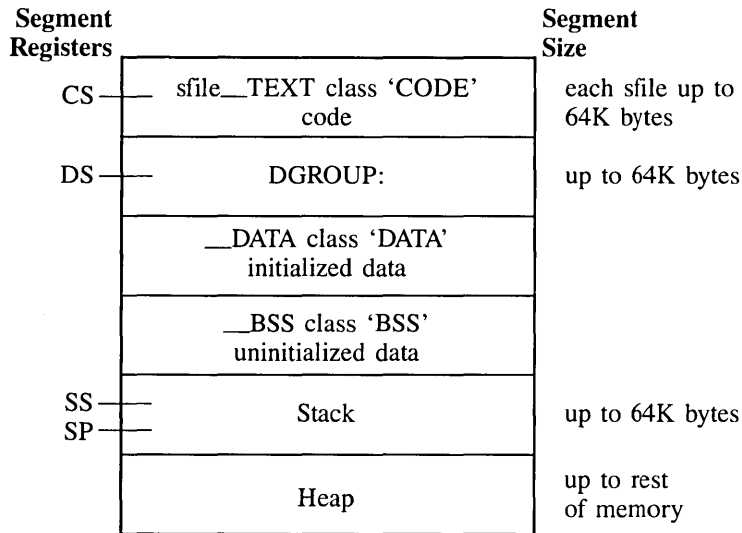 Segment
Registers
Segment
Size
CS
sfile__TEXT class ‘CODE’
code
each sfile up to
64K bytes
DS
DGROUP:
up to 64K bytes
__DATA class ‘DATA’
initialized data
__BSS class ‘BSS’
uninitialized data
SS
SP
Stack
up to 64K bytes
Heap
up to rest
of memory